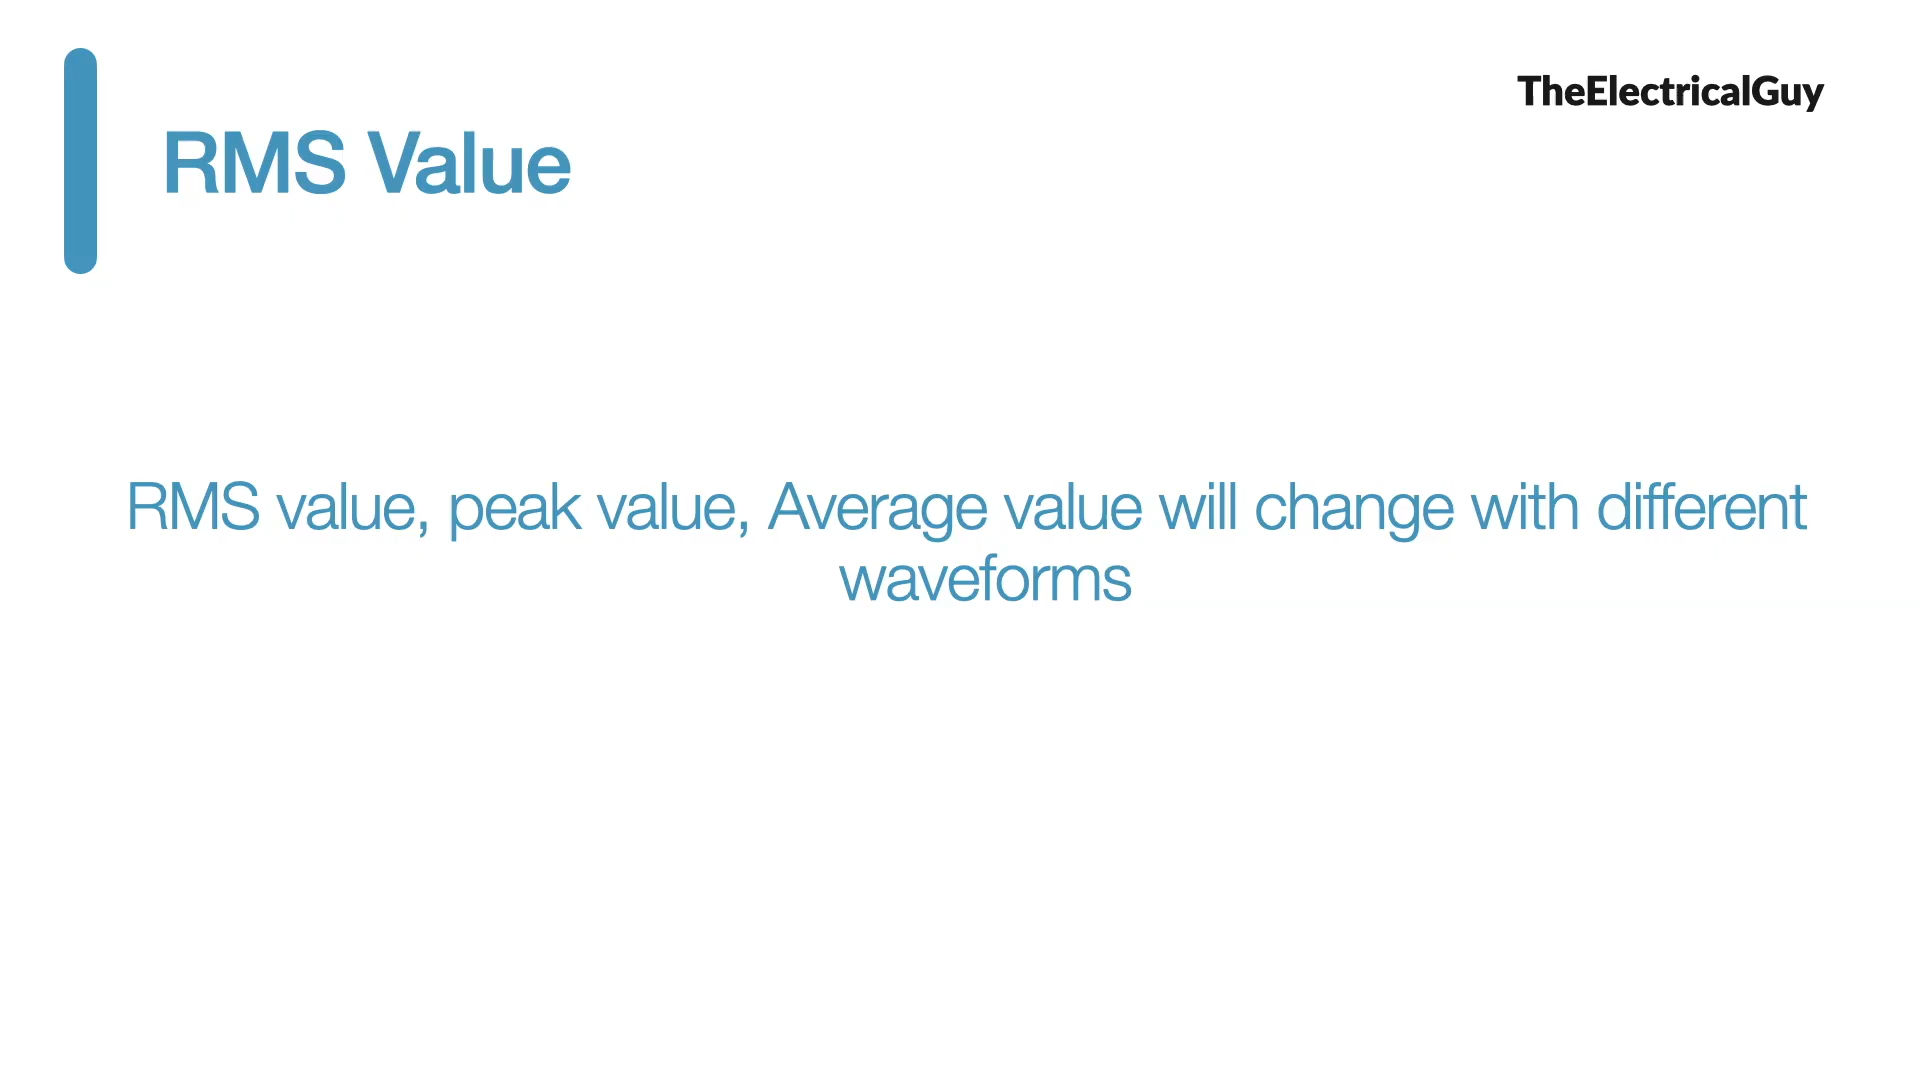 TheElectricalGuy
RMS Value
RMS value, peak value, Average value will change with different
waveforms